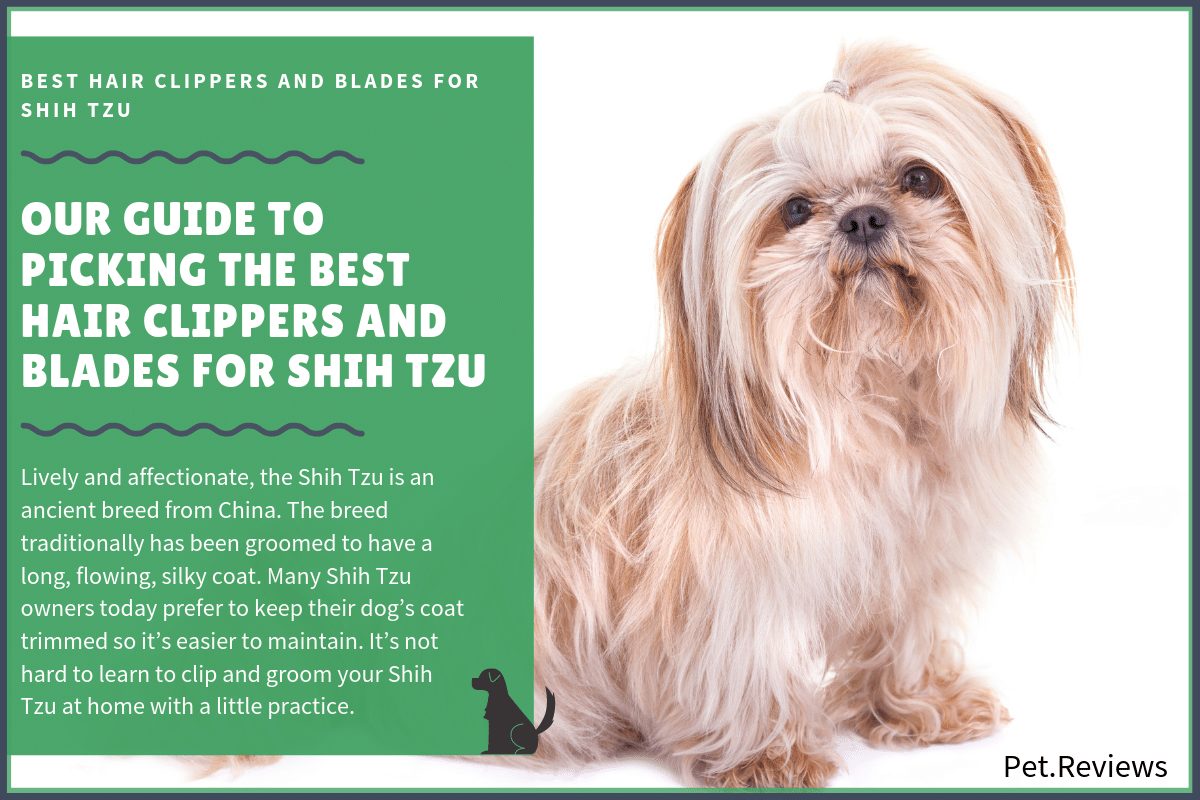 BEST HAIR CLIPPERS AND BLADES FOR
SHIH TZU
OUR GUIDE TO
PICKING THE BEST
HAIR CLIPPERS AND
BLADES FOR SHIH TZU
Lively and affectionate, the Shih Tzu is an
ancient breed from China. The breed
traditionally has been groomed to have a
long, flowing, silky coat. Many Shih Tzu
owners today prefer to keep their dog’s coat
trimmed so it’s easier to maintain. It’s not
hard to learn to clip and groom your Shih
Tzu at home with a little practice.
Pet.Reviews